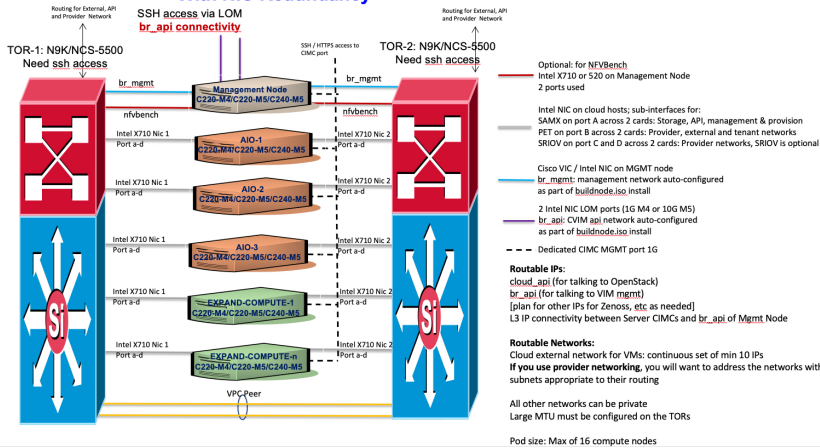 With NIC Redundancy
Routing for External, API
and Provider Network
SSH access via LOM
br_api connectivity
Routing for External, API
and Provider Network
TOR-1: N9K/NCS-5500
Need ssh access
SSH / HTTPS access to
CIMC port
TOR-2: N9K/NCS-5500
Need ssh access
br_mgmt
Management Node
C220-M4/C220-M5/C240-M5
br_mgmt
nfvbench
nfvbench
Intel X710 Nic 1
Port a-d
AIO-1
C220-M4/C220-M5/C240-M5
Intel X710 Nic 2
Port a-d
Intel X710 Nic 1
Port a-d
AIO-2
C220-M4/C220-M5/C240-M5
Intel X710 Nic 2
Port a-d
Intel X710 Nic 1
Port a-d
AIO-3
C220-M4/C220-M5/C240-M5
Intel X710 Nic 2
Port a-d
Intel X710 Nic 1
Port a-d
EXPAND-COMPUTE-1
C220-M4/C220-M5/C240-M5
Intel X710 Nic 2
Port a-d
Intel X710 Nic 1
Port a-d
EXPAND-COMPUTE-n
C220-M4/C220-M5/C240-M5
Intel X710 Nic 2
Port a-d
Si
Si
VPC Peer
Optional: for NFVBench
Intel X710 or 520 on Management Node
2 ports used
Intel NIC on cloud hosts; sub-interfaces for:
SAMX on port A across 2 cards: Storage, API, management & provision
PET on port B across 2 cards: Provider, external and tenant networks
SRIOV on port C and D across 2 cards: Provider networks, SRIOV is optional
Cisco VIC / Intel NIC on MGMT node
br_mgmt: management network auto-configured
as part of buildnode.iso install
2 Intel NIC LOM ports (1G M4 or 10G M5)
br_api: CVIM api network auto-configured
as part of buildnode.iso install
Dedicated CIMC MGMT port 1G
Routable IPs:
cloud_api (for talking to OpenStack)
br_api (for talking to VIM mgmt)
[plan for other IPs for Zenoss, etc as needed]
L3 IP connectivity between Server CIMCs and br_api of Mgmt Node
Routable Networks:
Cloud external network for VMs: continuous set of min 10 IPs
If you use provider networking, you will want to address the networks with
subnets appropriate to their routing
All other networks can be private
Large MTU must be configured on the TORs
Pod size: Max of 16 compute nodes